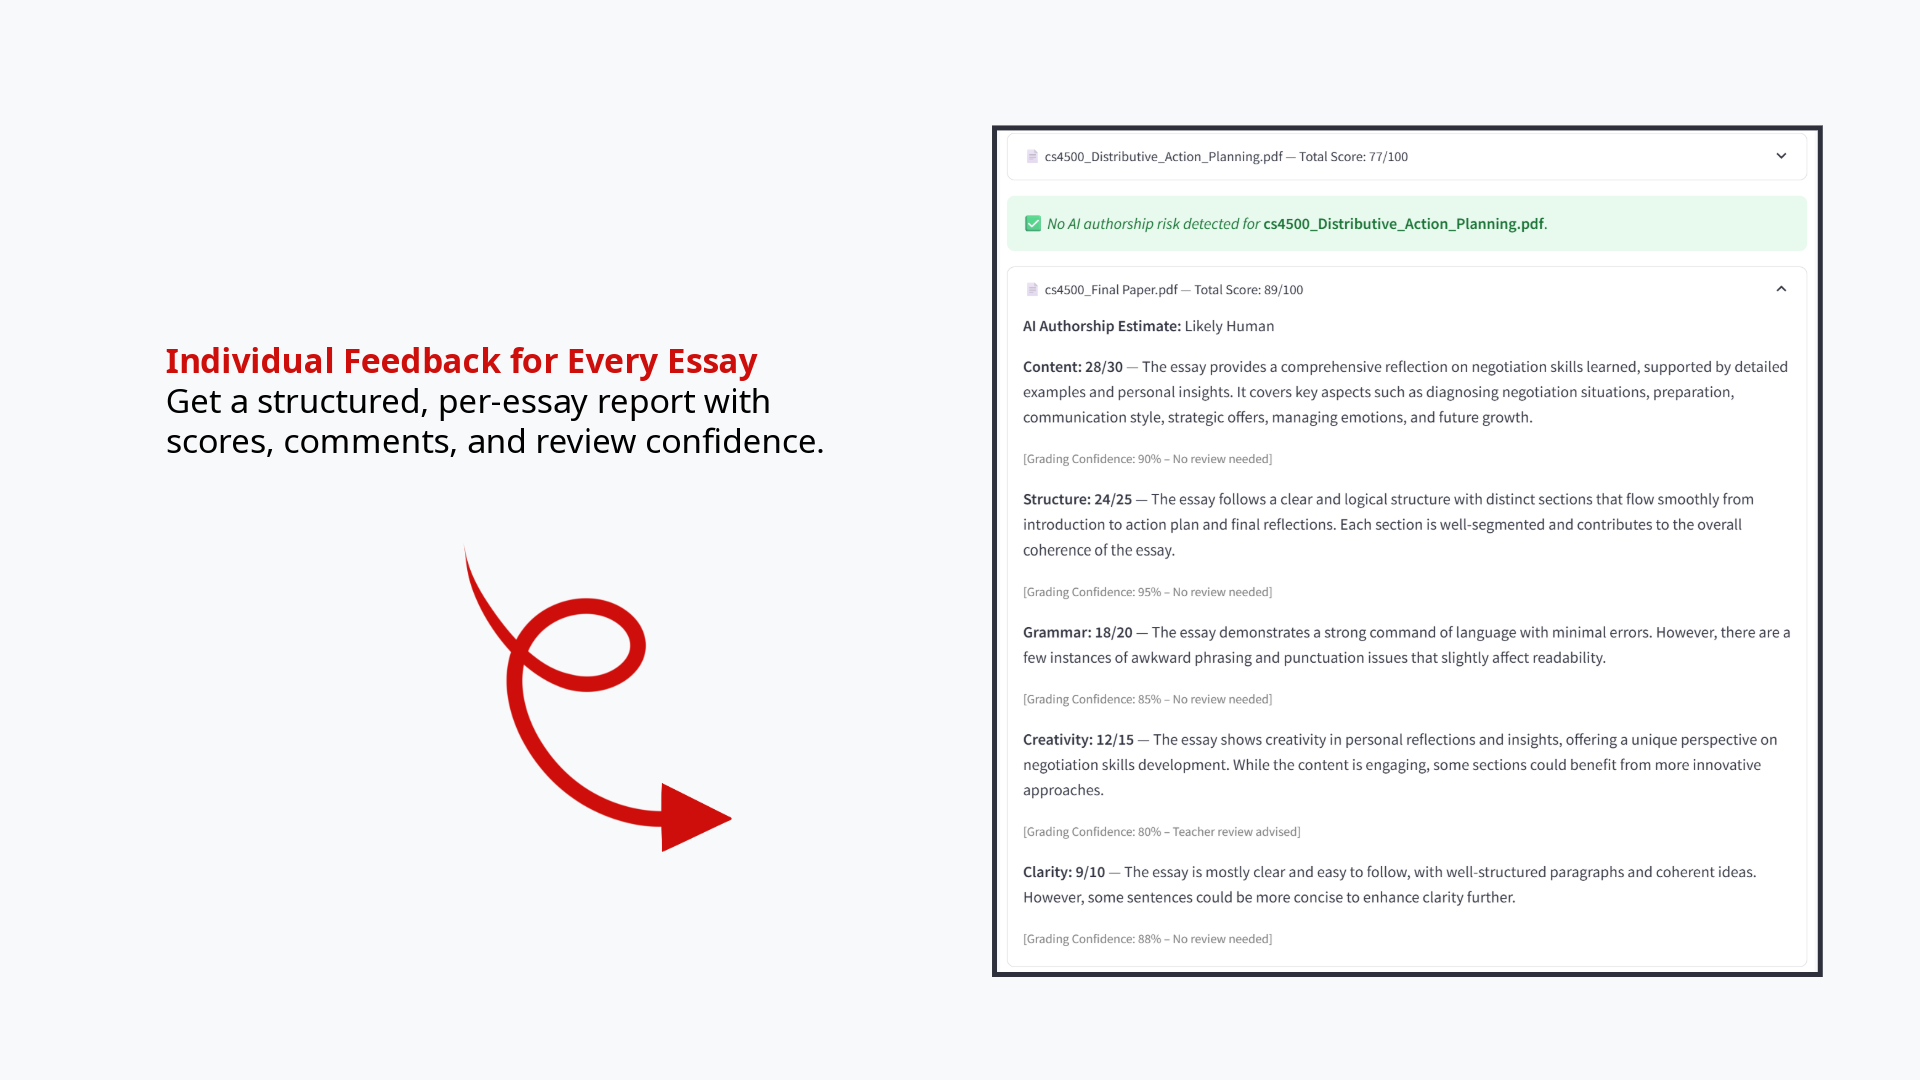 Individual Feedback for Every Essay
Get a structured, per-essay report with
scores, comments, and review confidence.
cs4500_Distributive_Action_Planning.pdf — Total Score: 77/100
No AI authorship risk detected for cs4500_Distributive_Action_Planning.pdf.
cs4500_Final Paper.pdf — Total Score: 89/100
AI Authorship Estimate: Likely Human
Content: 28/30 — The essay provides a comprehensive reflection on negotiation skills learned, supported by detailed
examples and personal insights. It covers key aspects such as diagnosing negotiation situations, preparation,
communication style, strategic offers, managing emotions, and future growth.
[Grading Confidence: 90% – No review needed]
Structure: 24/25 — The essay follows a clear and logical structure with distinct sections that flow smoothly from
introduction to action plan and final reflections. Each section is well-segmented and contributes to the overall
coherence of the essay.
[Grading Confidence: 95% – No review needed]
Grammar: 18/20 — The essay demonstrates a strong command of language with minimal errors. However, there are a
few instances of awkward phrasing and punctuation issues that slightly affect readability.
[Grading Confidence: 85% – No review needed]
Creativity: 12/15 — The essay shows creativity in personal reflections and insights, offering a unique perspective on
negotiation skills development. While the content is engaging, some sections could benefit from more innovative
approaches.
[Grading Confidence: 80% – Teacher review advised]
Clarity: 9/10 — The essay is mostly clear and easy to follow, with well-structured paragraphs and coherent ideas.
However, some sentences could be more concise to enhance clarity further.
[Grading Confidence: 88% – No review needed]